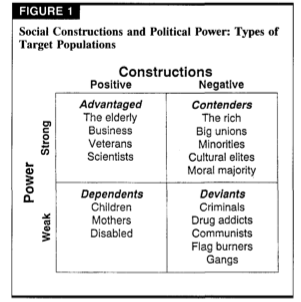 FIGURE 1
Social Constructions and Political Power: Types of
Target Populations
Constructions
Positive Negative
Power
Strong
Advantaged
The elderly
Business
Veterans
Scientists
Contenders
The rich
Big unions
Minorities
Cultural elites
Moral majority
Weak
Dependents
Children
Mothers
Disabled
Deviants
Criminals
Drug addicts
Communists
Flag burners
Gangs